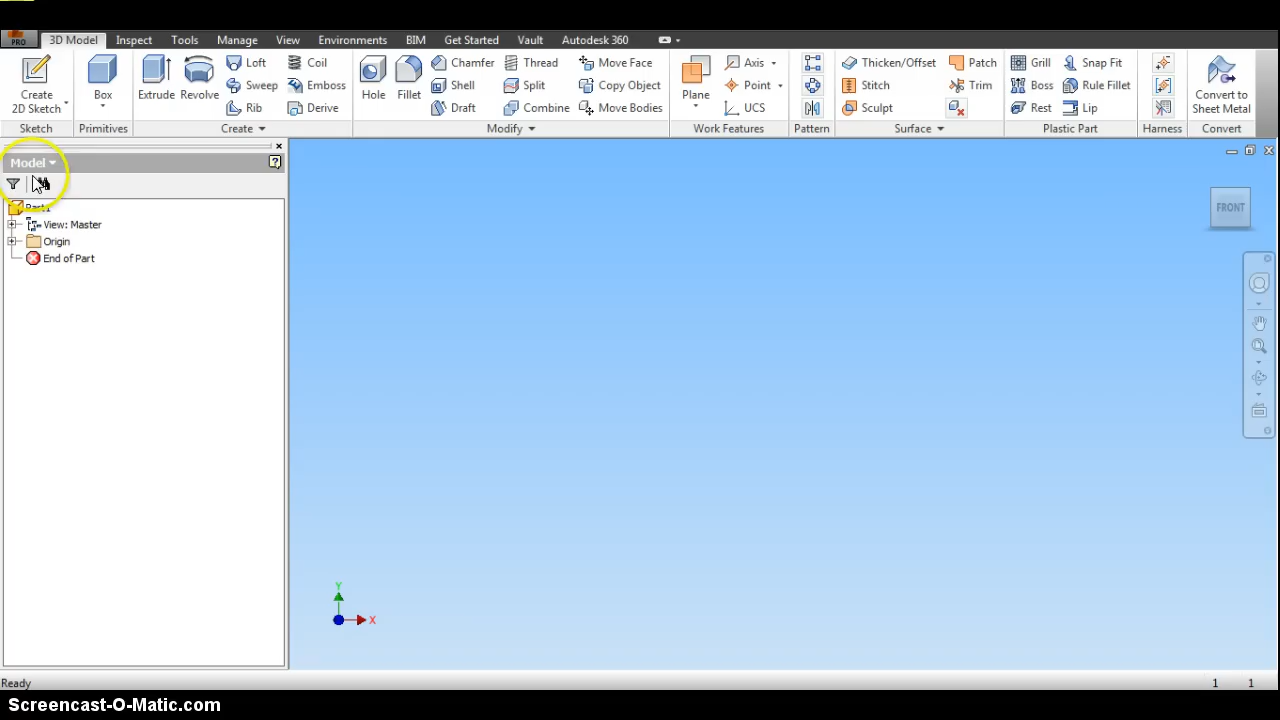 PRO
3D Model Inspect Tools Manage View Environments BIM Get Started Vault Autodesk 360
Create
2D Sketch
Box
Extrude
Revolve
Loft
Sweep
Rib
Coil
Emboss
Derive
Hole
Fillet
Chamfer
Shell
Draft
Thread
Split
Combine
Move Face
Copy Object
Move Bodies
Plane
Axis
Point
UCS
Thicken/Offset
Stitch
Sculpt
Patch
Trim
Grill
Boss
Rest
Snap Fit
Rule Fillet
Lip
Convert to
Sheet Metal
Sketch Primitives Create Modify Work Features Pattern Surface Plastic Part Harness Convert
Model
Part1
View: Master
Origin
End of Part
FRONT
Y
X
Ready
1 1
Screencast-O-Matic.com